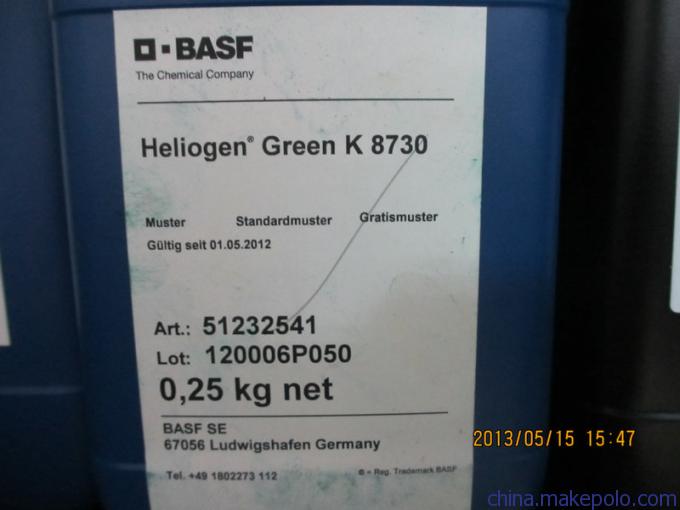 BASF
The Chemical Company
Heliogen® Green K 8730
Muster Standardmuster Gratismuster
Gültig seit 01.05.2012
Art.: 51232541
Lot: 120006P050
0,25 kg net
BASF SE
67056 Ludwigshafen Germany
Tel. +49 1802273 112 ® = Reg. Trademark BASF
2013/05/15 15:47
china.makepolo.com